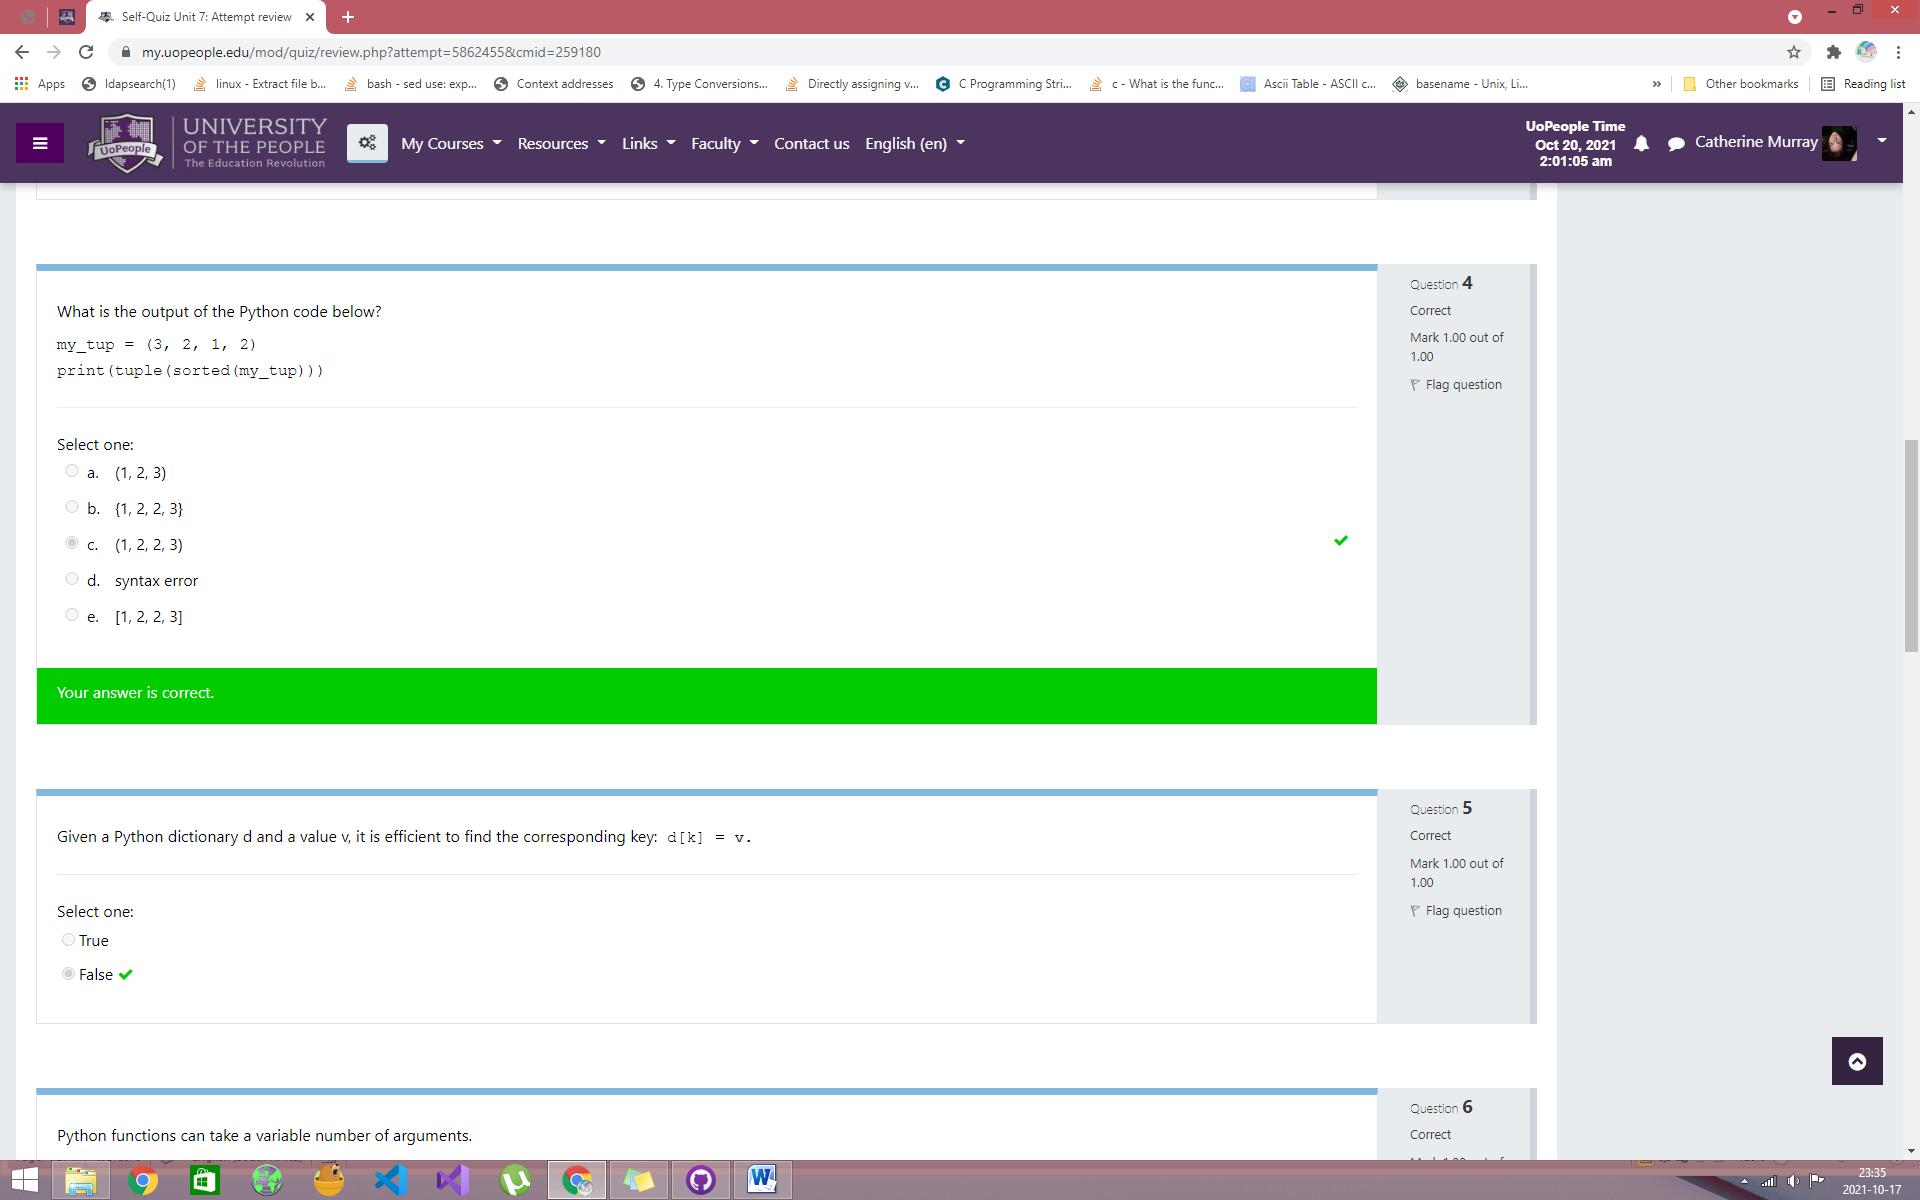 Self-Quiz Unit 7: Attempt review
my.uopeople.edu/mod/quiz/review.php?attempt=5862455&cmid=259180
Apps ldapsearch(1) linux - Extract file b... bash - sed use: exp... Context addresses 4. Type Conversions... Directly assigning v... C Programming Stri... c - What is the func... Ascii Table - ASCII c... basename - Unix, Li... » Other bookmarks Reading list
UoPeople
UNIVERSITY
OF THE PEOPLE
The Education Revolution
My Courses Resources Links Faculty Contact us English (en)
UoPeople Time
Oct 20, 2021
2:01:05 am
Catherine Murray
What is the output of the Python code below?
my_tup = (3, 2, 1, 2)
print(tuple(sorted(my_tup)))
Select one:
a. (1, 2, 3)
b. {1, 2, 2, 3}
c. (1, 2, 2, 3)
d. syntax error
e. [1, 2, 2, 3]
Your answer is correct.
Question 4
Correct
Mark 1.00 out of
1.00
Flag question
Given a Python dictionary d and a value v, it is efficient to find the corresponding key: d[k] = v.
Select one:
True
False
Question 5
Correct
Mark 1.00 out of
1.00
Flag question
Python functions can take a variable number of arguments.
Question 6
Correct
23:35
2021-10-17